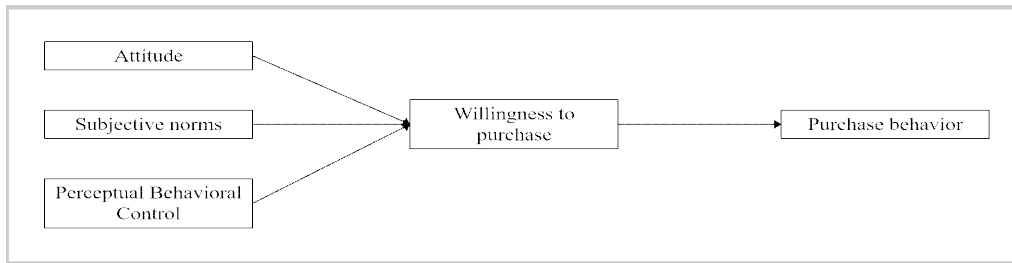 Attitude
Subjective norms
Perceptual Behavioral
Control
Willingness to
purchase
Purchase behavior